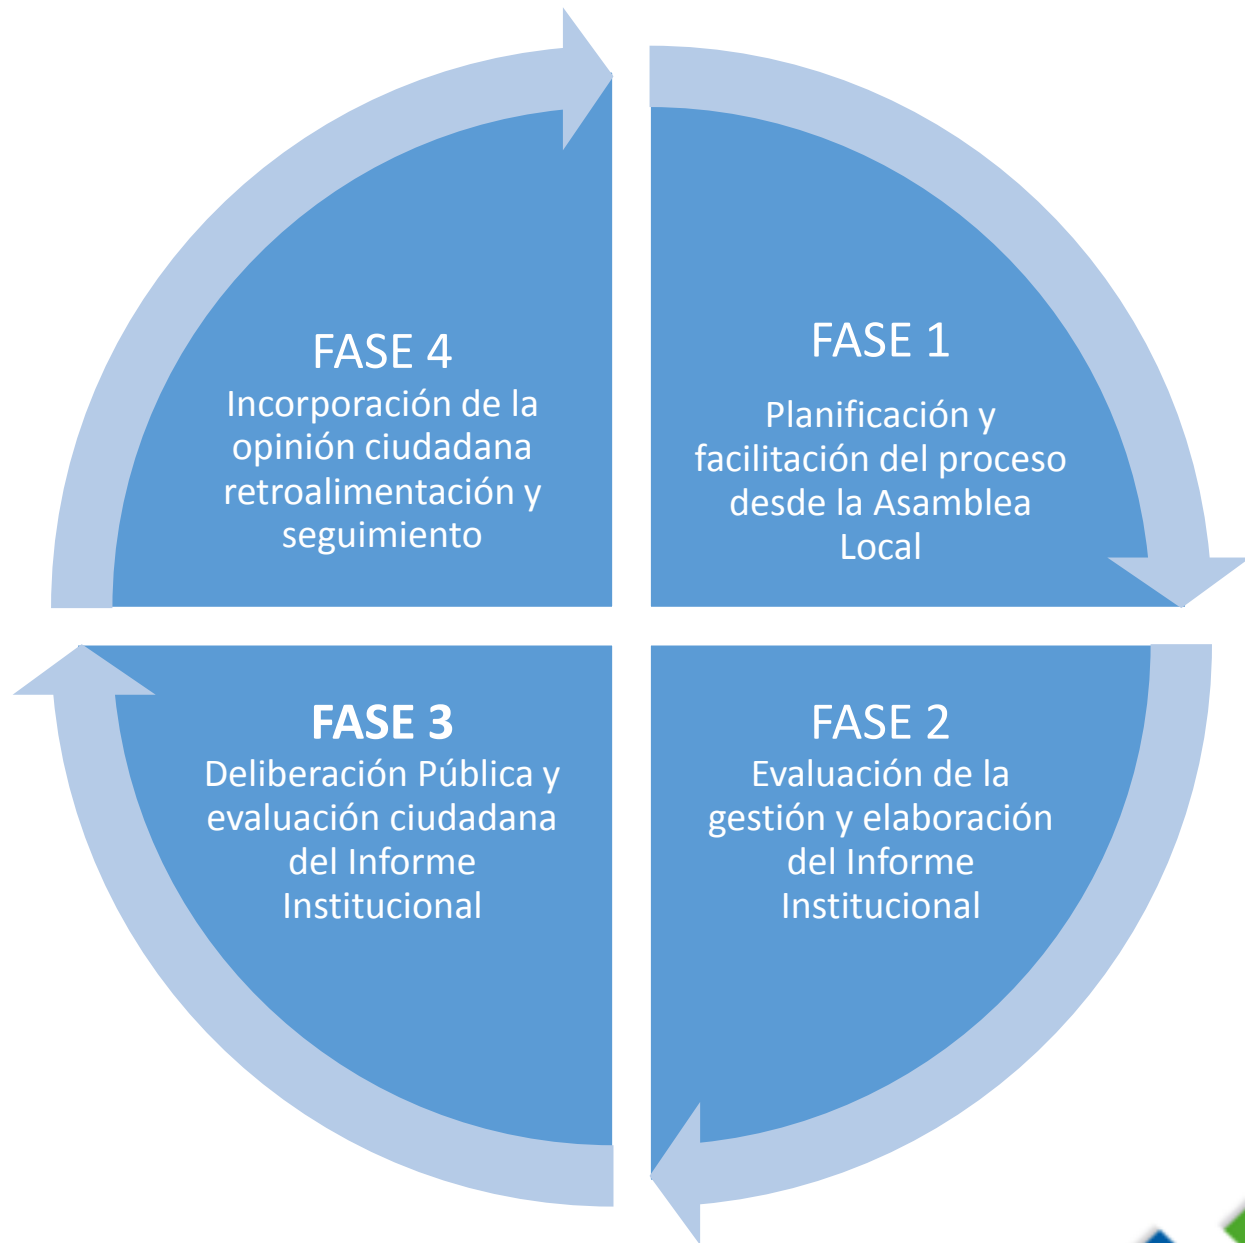 FASE 4
Incorporación de la
opinión ciudadana
retroalimentación y
seguimiento
FASE 1
Planificación y
facilitación del proceso
desde la Asamblea
Local
FASE 3
Deliberación Pública y
evaluación ciudadana
del Informe
Institucional
FASE 2
Evaluación de la
gestión y elaboración
del Informe
Institucional